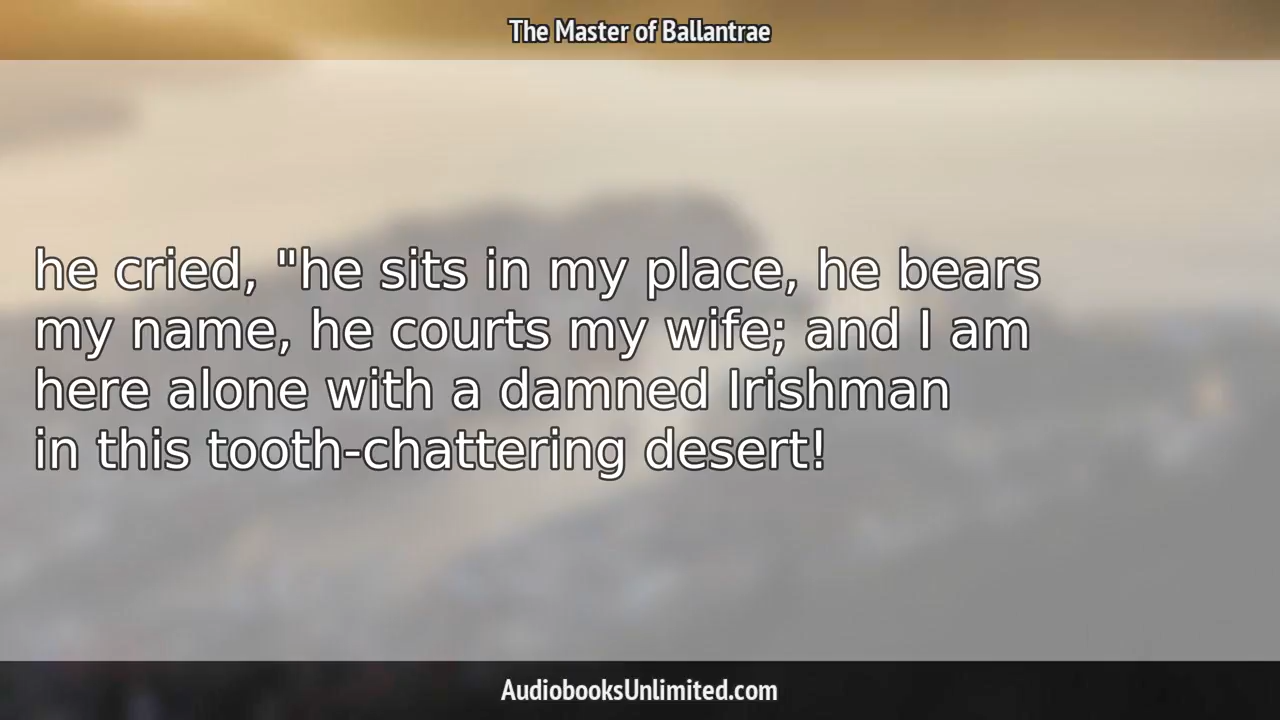 The Master of Ballantrae
he cried, "he sits in my place, he bears
my name, he courts my wife; and I am
here alone with a damned Irishman
in this tooth-chattering desert!
AudiobooksUnlimited.com